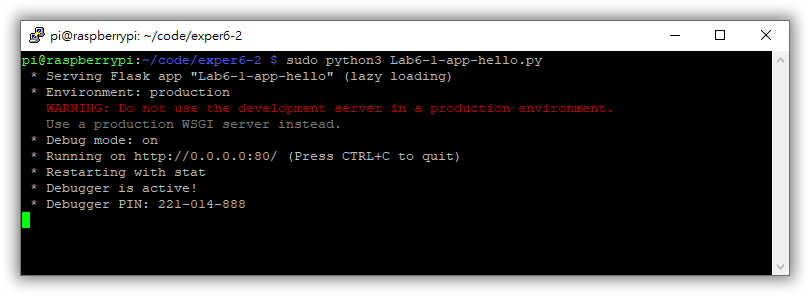 pi@raspberrypi: ~/code/exper6-2
pi@raspberrypi:~/code/exper6-2 $ sudo python3 Lab6-1-app-hello.py
 * Serving Flask app "Lab6-1-app-hello" (lazy loading)
 * Environment: production
   WARNING: Do not use the development server in a production environment.
   Use a production WSGI server instead.
 * Debug mode: on
 * Running on http://0.0.0.0:80/ (Press CTRL+C to quit)
 * Restarting with stat
 * Debugger is active!
 * Debugger PIN: 221-014-888